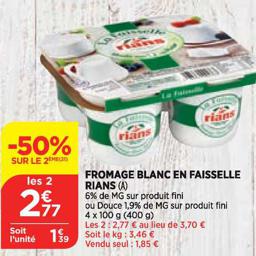 La Faisselle
rians
La Faisselle
rians
rians
-50%
SUR LE 2ÈME(2)
les 2
2€77
Soit
l'unité 1€39
FROMAGE BLANC EN FAISSELLE
RIANS (A)
6% de MG sur produit fini
ou Douce 1,9% de MG sur produit fini
4 x 100 g (400 g)
Les 2 : 2,77 € au lieu de 3,70 €
Soit le kg : 3,46 €
Vendu seul : 1,85 €